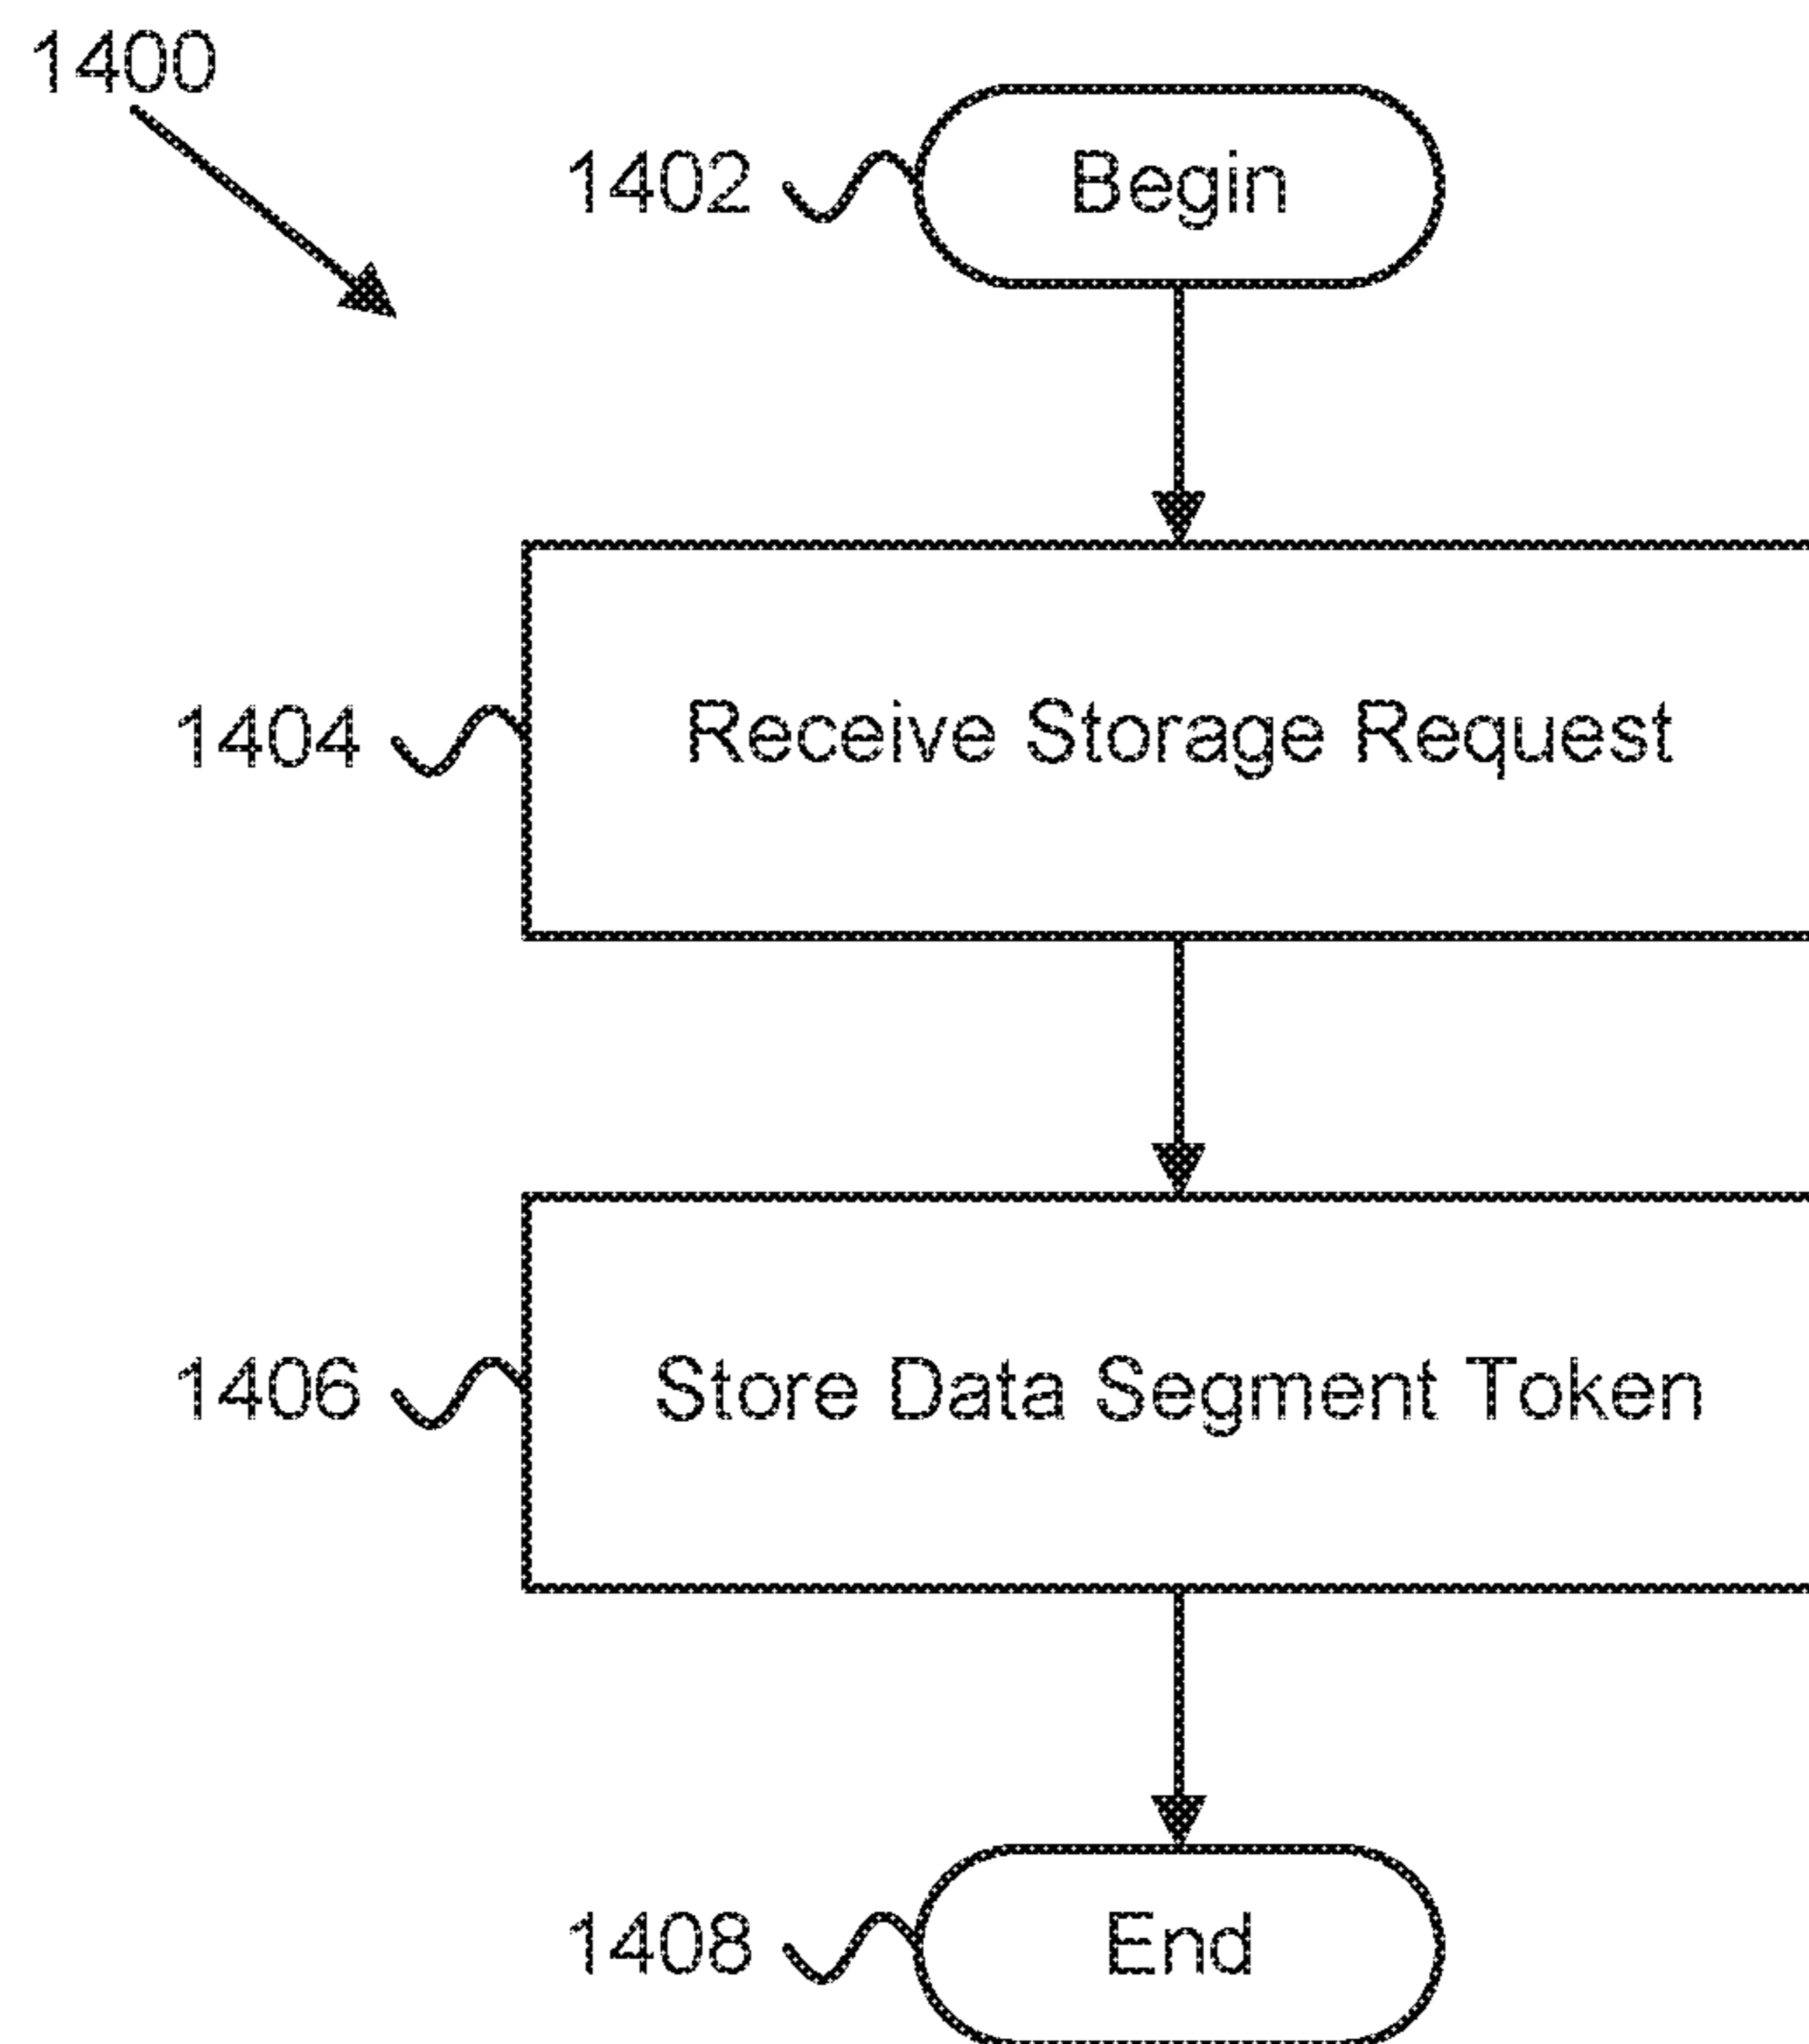 1400
1402 Begin
1404 Receive Storage Request
1406 Store Data Segment Token
1408 End